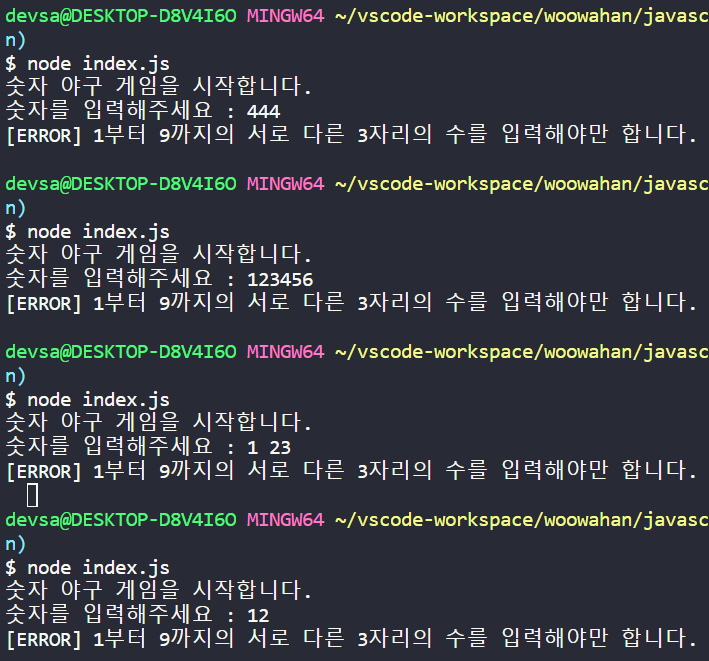 devsa@DESKTOP-D8V4I6O MINGW64 ~/vscode-workspace/woowahan/javasc
n)
$ node index.js
숫자 야구 게임을 시작합니다.
숫자를 입력해주세요 : 444
[ERROR] 1부터 9까지의 서로 다른 3자리의 수를 입력해야만 합니다.
devsa@DESKTOP-D8V4I6O MINGW64 ~/vscode-workspace/woowahan/javasc
n)
$ node index.js
숫자 야구 게임을 시작합니다.
숫자를 입력해주세요 : 123456
[ERROR] 1부터 9까지의 서로 다른 3자리의 수를 입력해야만 합니다.
devsa@DESKTOP-D8V4I6O MINGW64 ~/vscode-workspace/woowahan/javasc
n)
$ node index.js
숫자 야구 게임을 시작합니다.
숫자를 입력해주세요 : 1 23
[ERROR] 1부터 9까지의 서로 다른 3자리의 수를 입력해야만 합니다.
devsa@DESKTOP-D8V4I6O MINGW64 ~/vscode-workspace/woowahan/javasc
n)
$ node index.js
숫자 야구 게임을 시작합니다.
숫자를 입력해주세요 : 12
[ERROR] 1부터 9까지의 서로 다른 3자리의 수를 입력해야만 합니다.